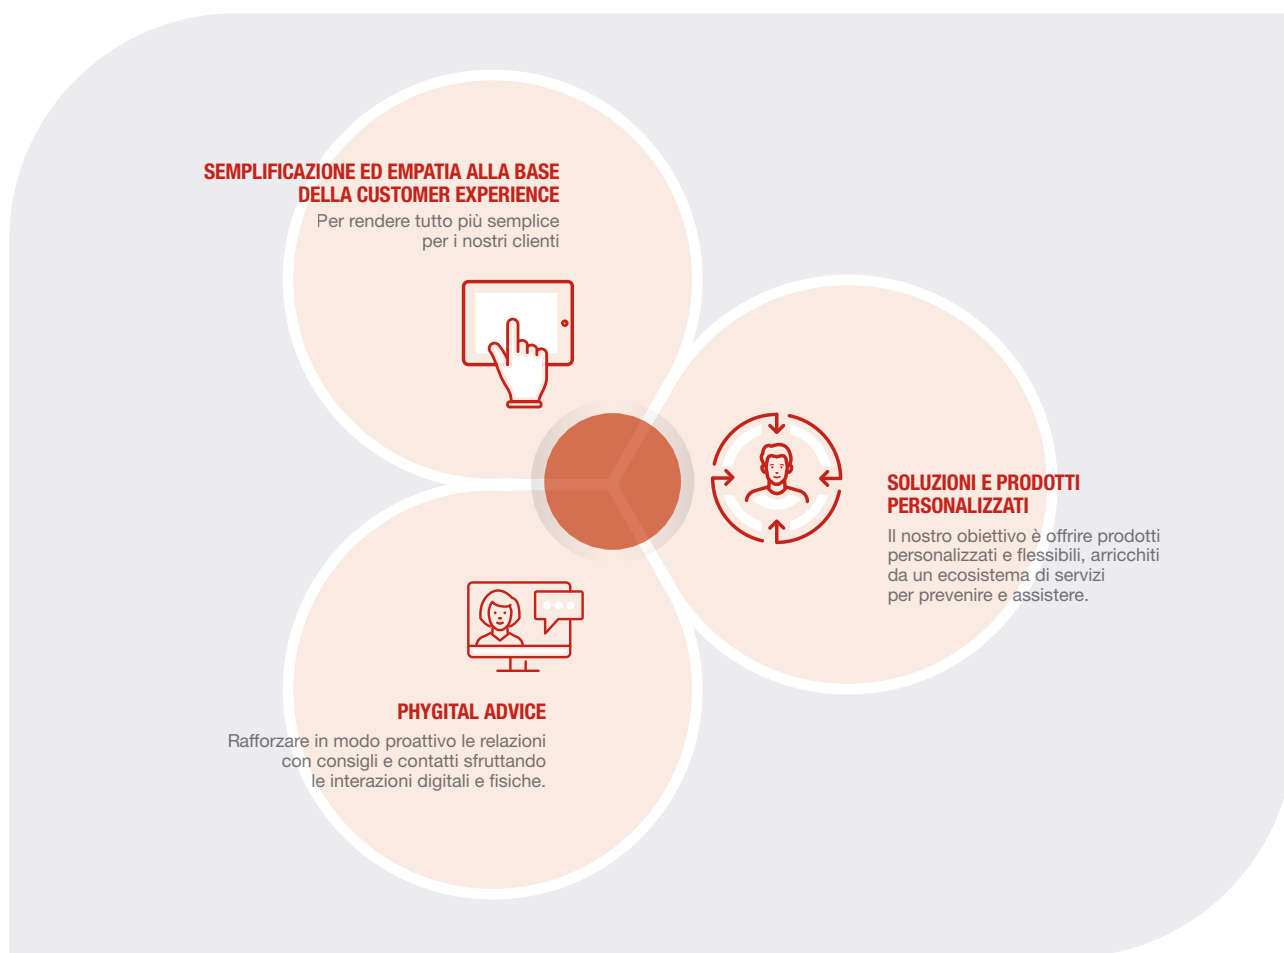 SEMPLIFICAZIONE ED EMPATIA ALLA BASE
DELLA CUSTOMER EXPERIENCE
Per rendere tutto più semplice
per i nostri clienti
SOLUZIONI E PRODOTTI
PERSONALIZZATI
Il nostro obiettivo è offrire prodotti
personalizzati e flessibili, arricchiti
da un ecosistema di servizi
per prevenire e assistere.
PHYGITAL ADVICE
Rafforzare in modo proattivo le relazioni
con consigli e contatti sfruttando
le interazioni digitali e fisiche.